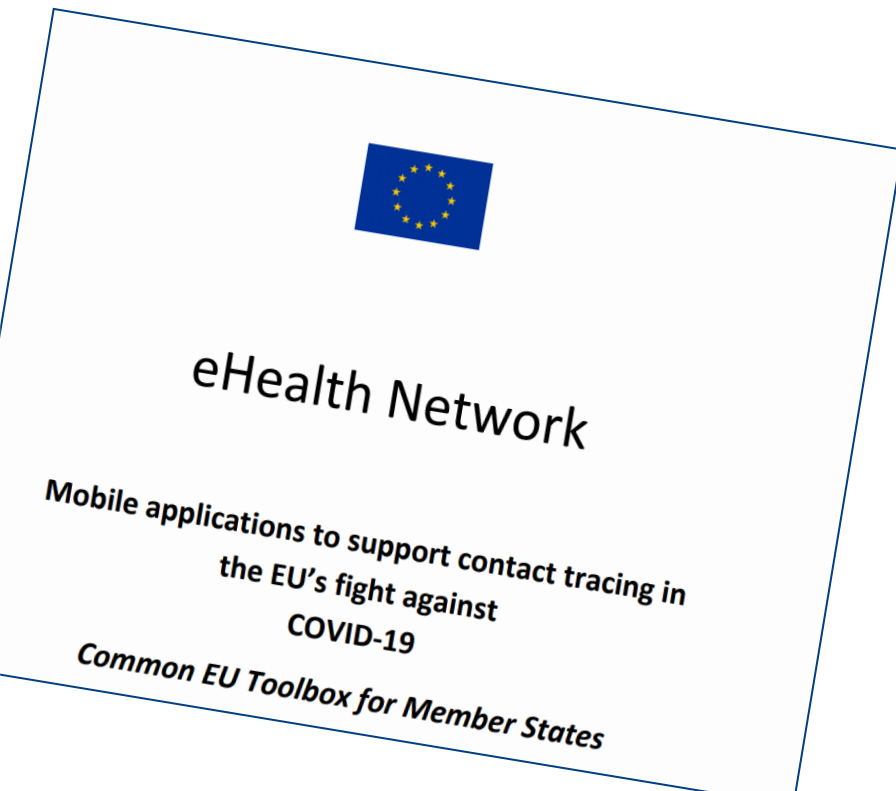 eHealth Network
Mobile applications to support contact tracing in
the EU’s fight against
COVID-19
Common EU Toolbox for Member States